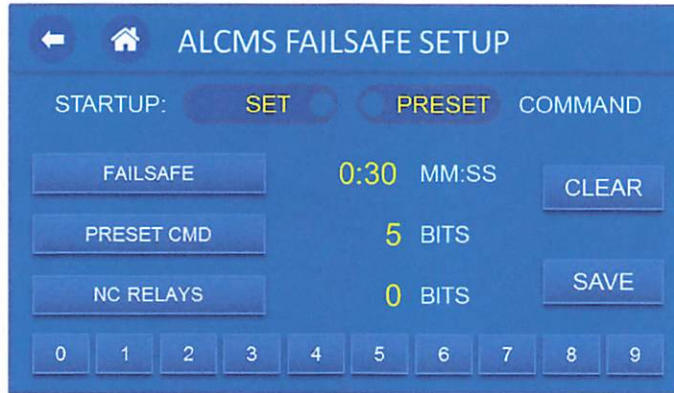 ALCMS FAILSAFE SETUP
STARTUP: SET PRESET COMMAND
FAILSAFE 0:30 MM:SS CLEAR
PRESET CMD 5 BITS
NC RELAYS 0 BITS SAVE
0 1 2 3 4 5 6 7 8 9